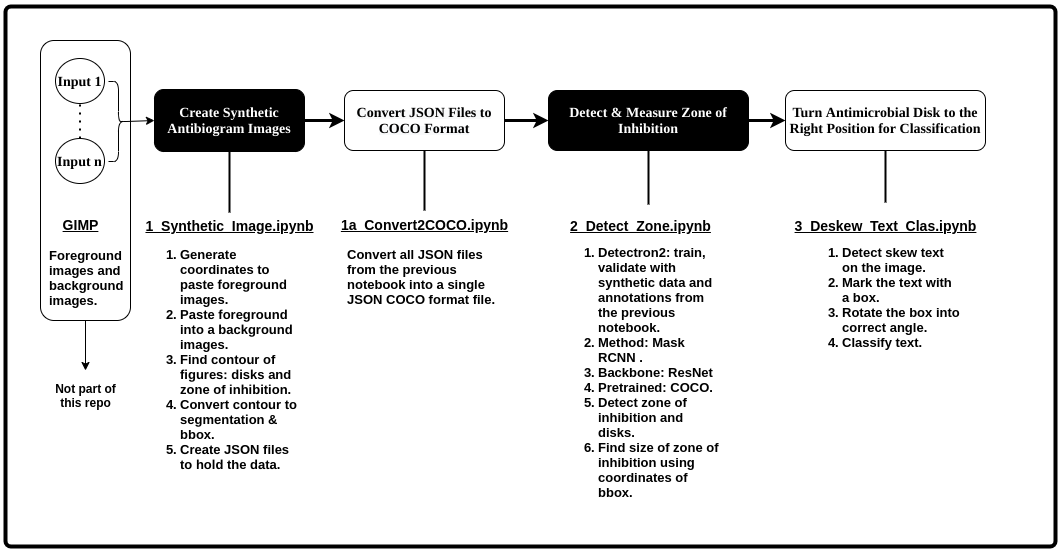 Input 1
Input n
GIMP
Foreground
images and
background
images.
Not part of
this repo
Create Synthetic
Antibiogram Images
1_Synthetic_Image.ipynb
1. Generate
coordinates to
paste foreground
images.
2. Paste foreground
into a background
images.
3. Find contour of
figures: disks and
zone of inhibition.
4. Convert contour to
segmentation &
bbox.
5. Create JSON files
to hold the data.
Convert JSON Files to
COCO Format
1a_Convert2COCO.ipynb
Convert all JSON files
from the previous
notebook into a single
JSON COCO format file.
Detect & Measure Zone of
Inhibition
2_Detect_Zone.ipynb
1. Detectron2: train,
validate with
synthetic data and
annotations from
the previous
notebook.
2. Method: Mask
RCNN .
3. Backbone: ResNet
4. Pretrained: COCO.
5. Detect zone of
inhibition and
disks.
6. Find size of zone of
inhibition using
coordinates of
bbox.
Turn Antimicrobial Disk to the
Right Position for Classification
3_Deskew_Text_Clas.ipynb
1. Detect skew text
on the image.
2. Mark the text with
a box.
3. Rotate the box into
correct angle.
4. Classify text.